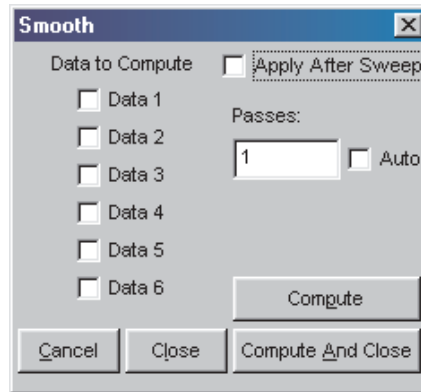 Smooth
Data to Compute
Apply After Sweep
Data 1
Data 2
Data 3
Data 4
Data 5
Data 6
Passes:
1
Auto
Compute
Cancel
Close
Compute And Close